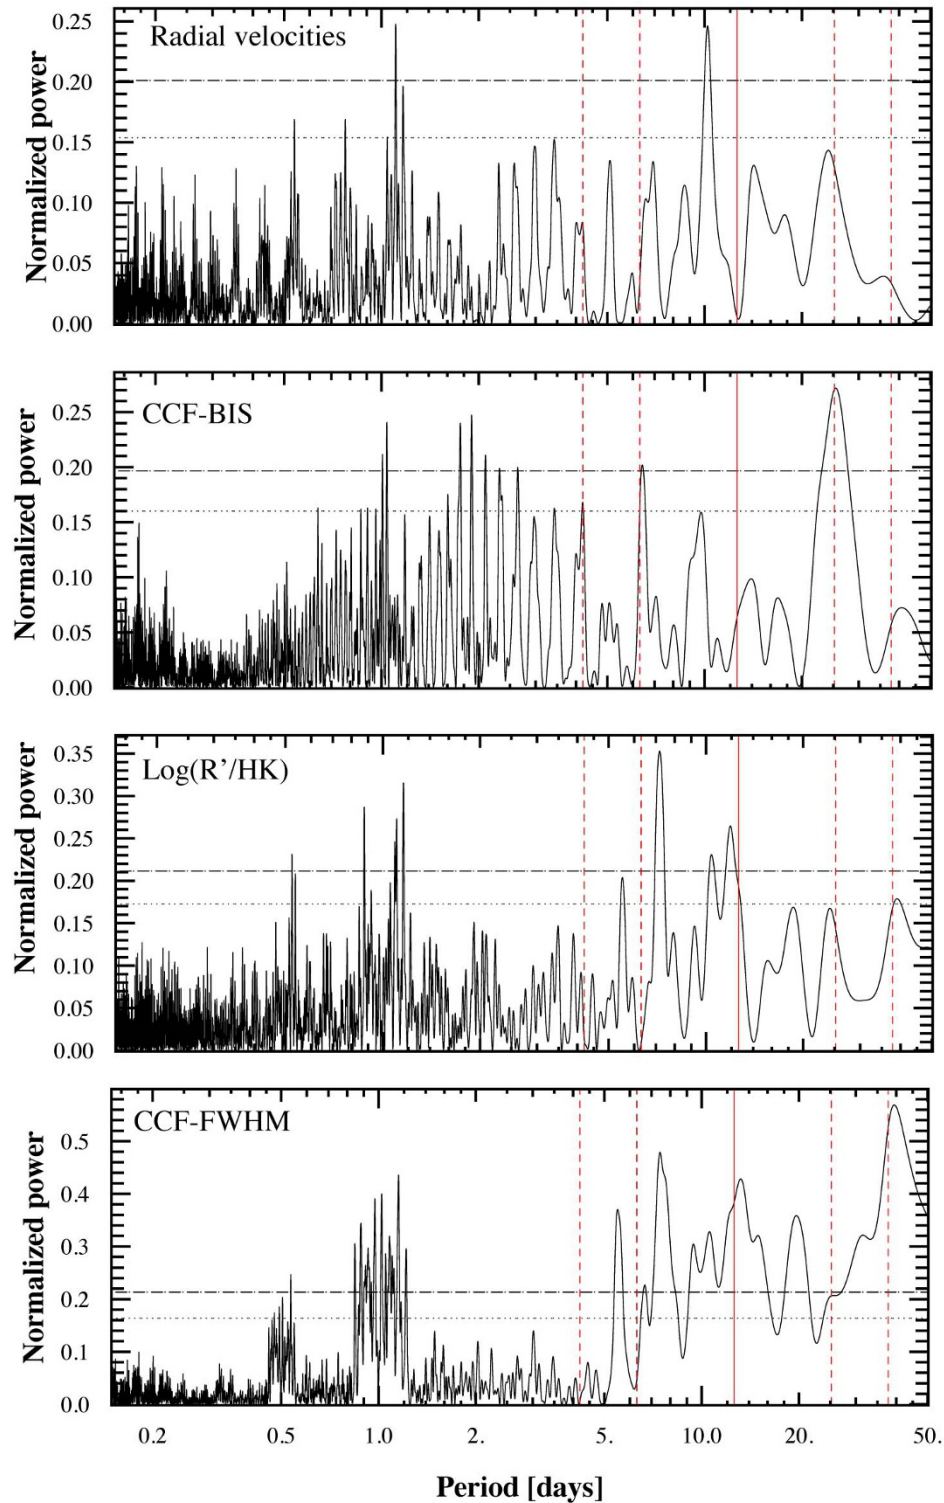 Radial velocities
Normalized power
0.25
0.20
0.15
0.10
0.05
0.00
CCF-BIS
Normalized power
0.25
0.20
0.15
0.10
0.05
0.00
Log(R'/HK)
Normalized power
0.35
0.30
0.25
0.20
0.15
0.10
0.05
0.00
CCF-FWHM
Normalized power
0.5
0.4
0.3
0.2
0.1
0.0
0.2 0.5 1.0 2. 5. 10.0 20. 50.
Period [days]